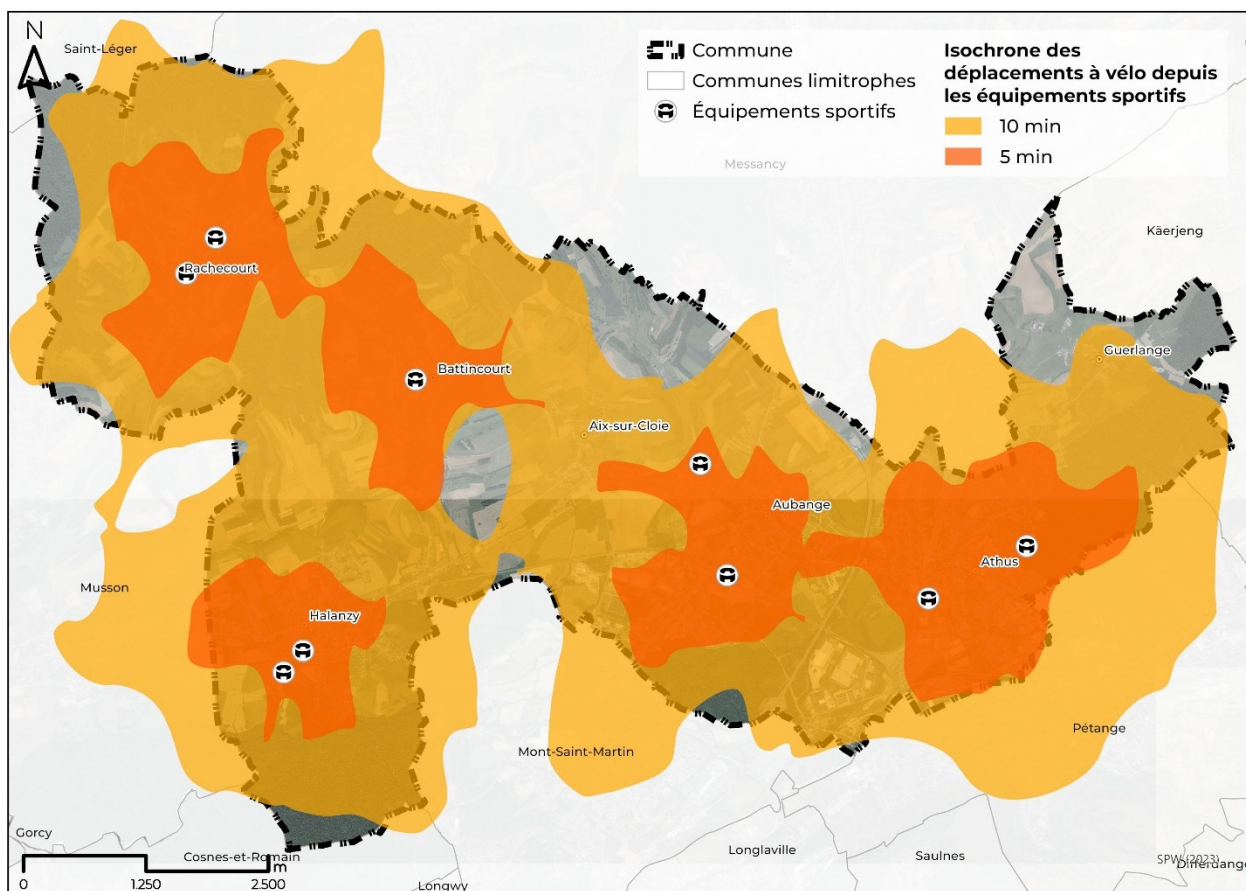 N
Saint-Léger
Commune
Communes limitrophes
Équipements sportifs
Isochrone des
déplacements à vélo depuis
les équipements sportifs
10 min
5 min
Messancy
Käerjeng
Rachecourt
Guerlange
Battincourt
Aix-sur-Cloie
Aubange
Athus
Musson
Halanzy
Pétange
Mont-Saint-Martin
Gorcy
Cosnes-et-Romain
Longlaville
Saulnes
SPW (2023)
Differdange
m
0
1.250
2.500
Longwy